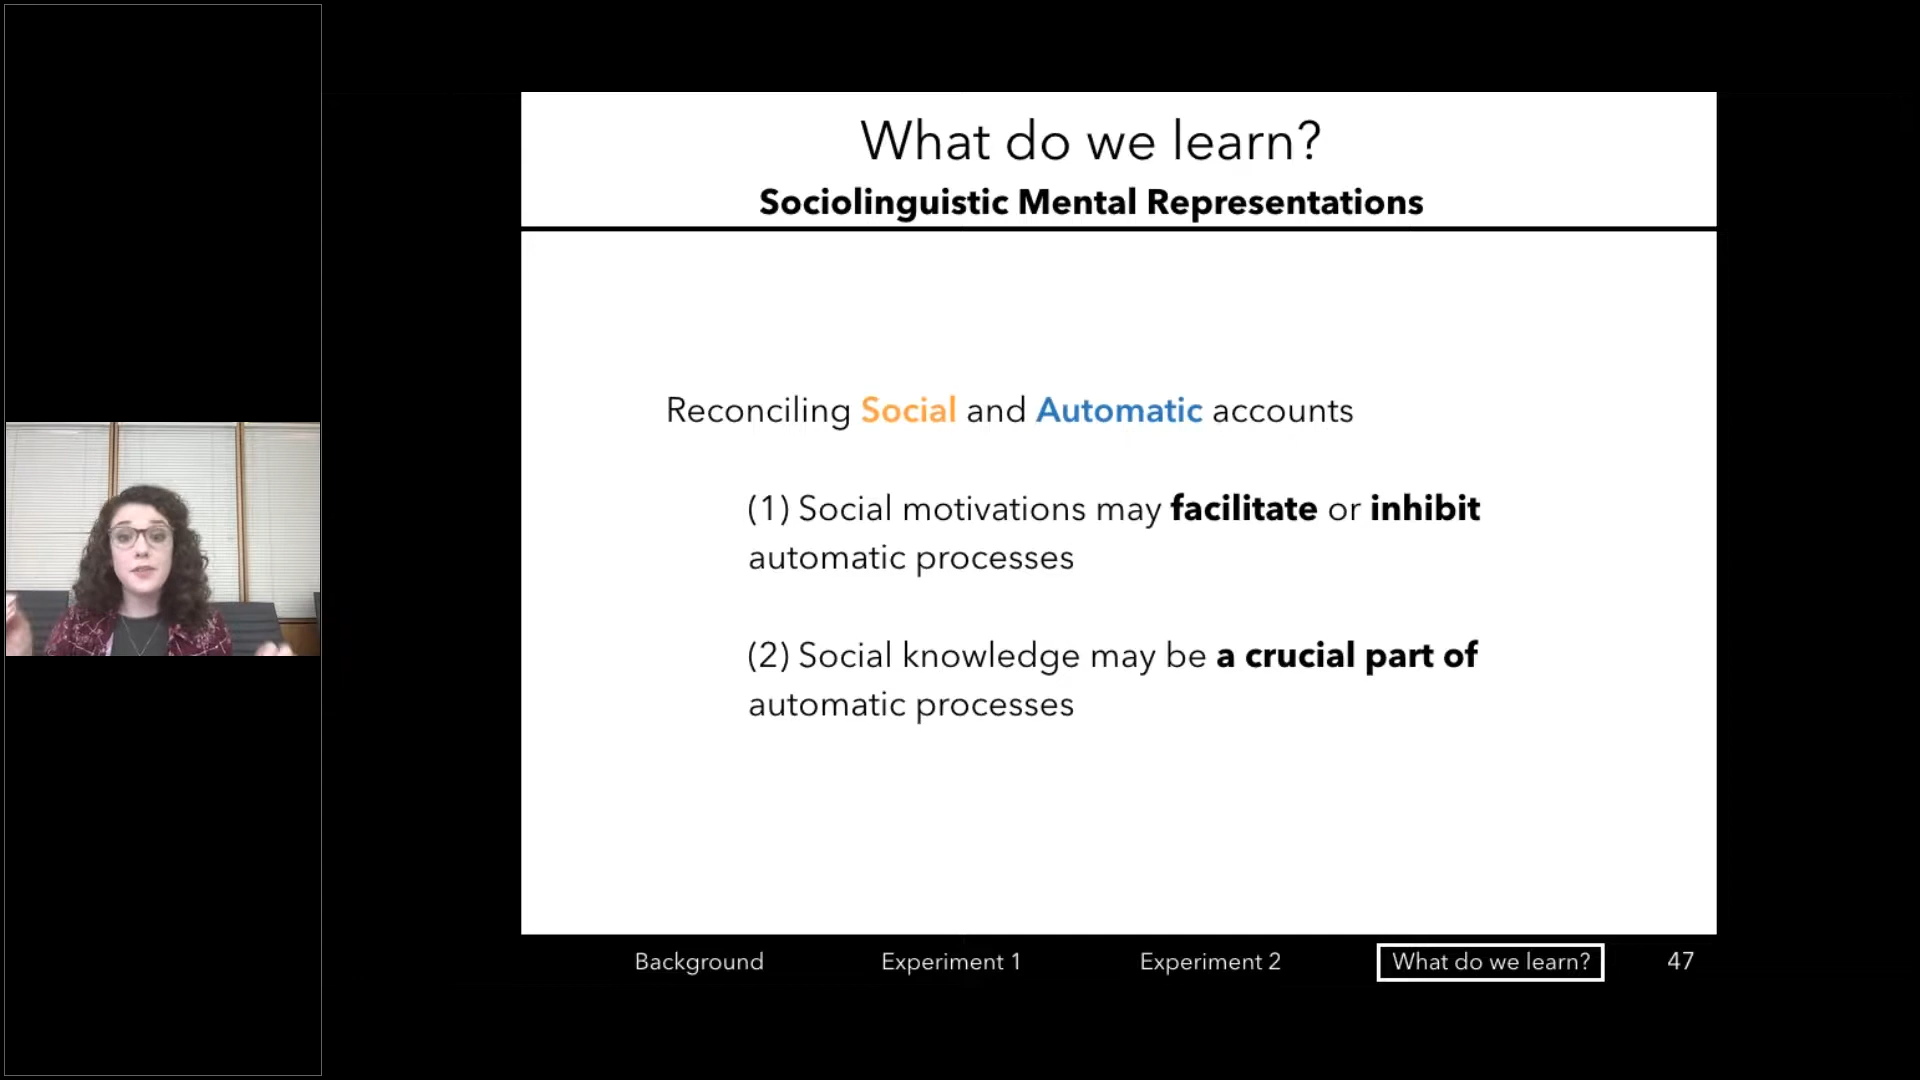 What do we learn?
Sociolinguistic Mental Representations
Reconciling Social and Automatic accounts
(1) Social motivations may facilitate or inhibit
automatic processes
(2) Social knowledge may be a crucial part of
automatic processes
Background Experiment 1 Experiment 2 What do we learn? 47